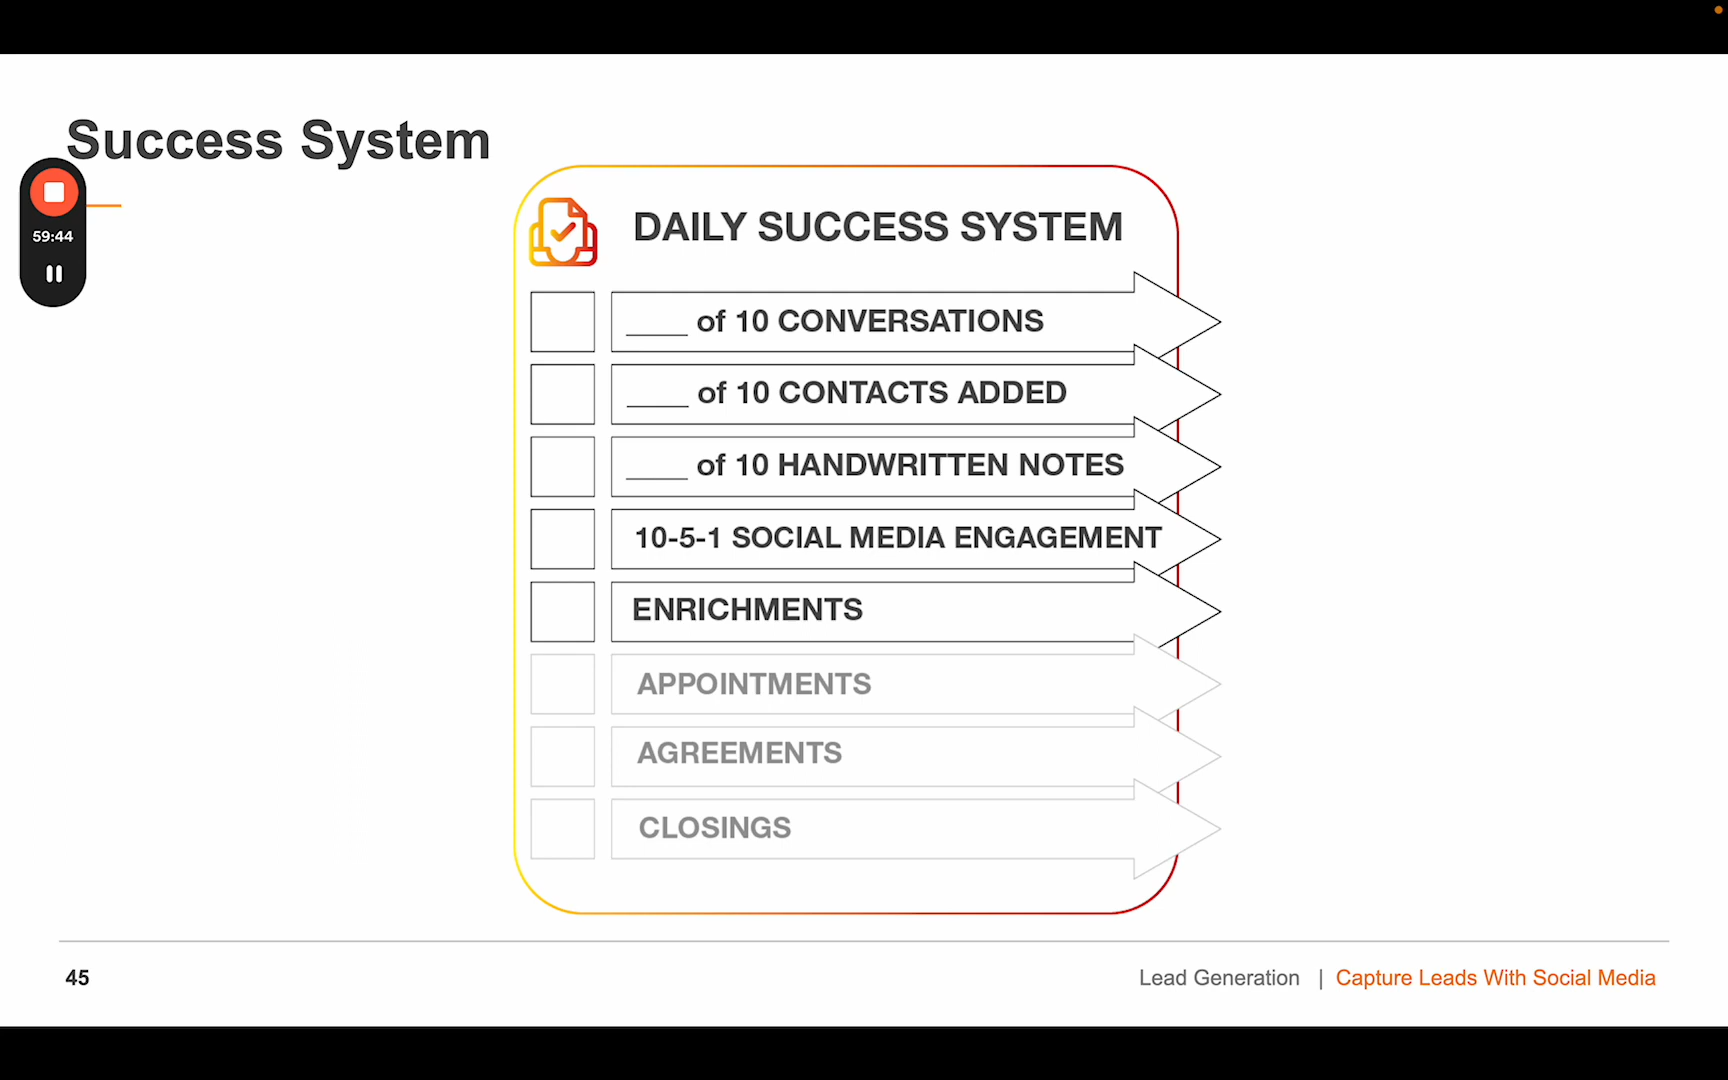 Success System
59:44
DAILY SUCCESS SYSTEM
____ of 10 CONVERSATIONS
____ of 10 CONTACTS ADDED
____ of 10 HANDWRITTEN NOTES
10-5-1 SOCIAL MEDIA ENGAGEMENT
ENRICHMENTS
APPOINTMENTS
AGREEMENTS
CLOSINGS
45
Lead Generation | Capture Leads With Social Media